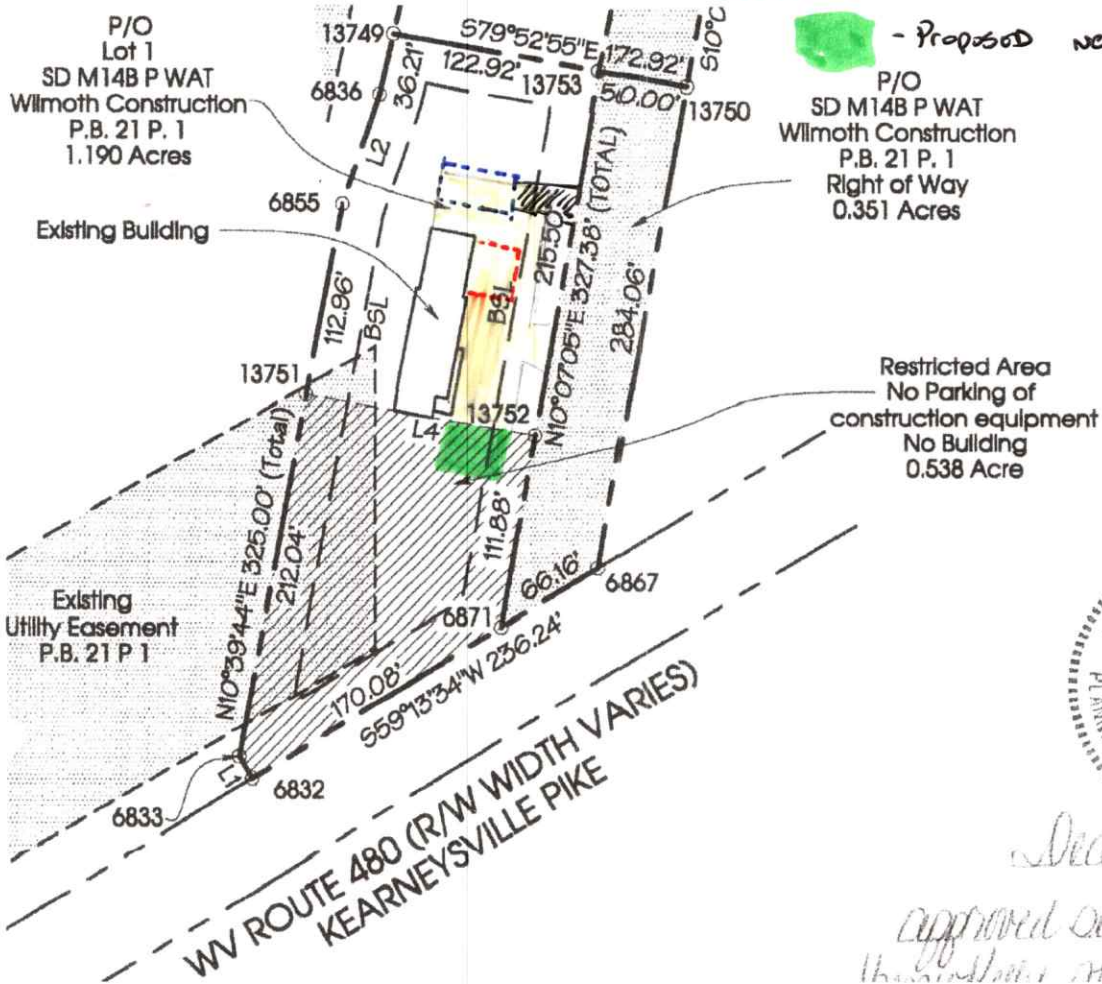 P/O
Lot 1
SD M14B P WAT
Wilmoth Construction
P.B. 21 P. 1
1.190 Acres
Existing Building
13749
6836
36.21'
L2
6855
112.96'
BSL
13751
S79°52'55"E 172.92'
122.92'
13753
50.00'
13750
S10°
- Proposed
P/O
SD M14B P WAT
Wilmoth Construction
P.B. 21 P. 1
Right of Way
0.351 Acres
215.50'
BSL
N10°07'05"E 327.38' (TOTAL)
284.06'
13752
L4
Restricted Area
No Parking of
construction equipment
No Building
0.538 Acre
N10°39'44"E 325.00' (Total)
212.04'
111.88'
66.16'
6867
6871
170.08'
S59°13'34"W 236.24'
Existing
Utility Easement
P.B. 21 P 1
L1
6833
6832
WV ROUTE 480 (R/W WIDTH VARIES)
KEARNEYSVILLE PIKE
approved